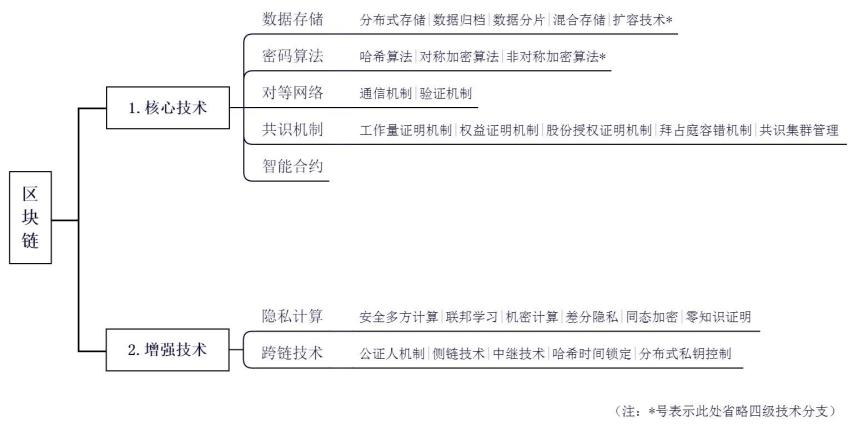 区块链
1.核心技术
数据存储 分布式存储|数据归档|数据分片|混合存储|扩容技术*
密码算法 哈希算法|对称加密算法|非对称加密算法*
对等网络 通信机制|验证机制
共识机制 工作量证明机制|权益证明机制|股份授权证明机制|拜占庭容错机制|共识集群管理
智能合约
2.增强技术
隐私计算 安全多方计算|联邦学习|机密计算|差分隐私|同态加密|零知识证明
跨链技术 公证人机制|侧链技术|中继技术|哈希时间锁定|分布式私钥控制
（注：*号表示此处省略四级技术分支）